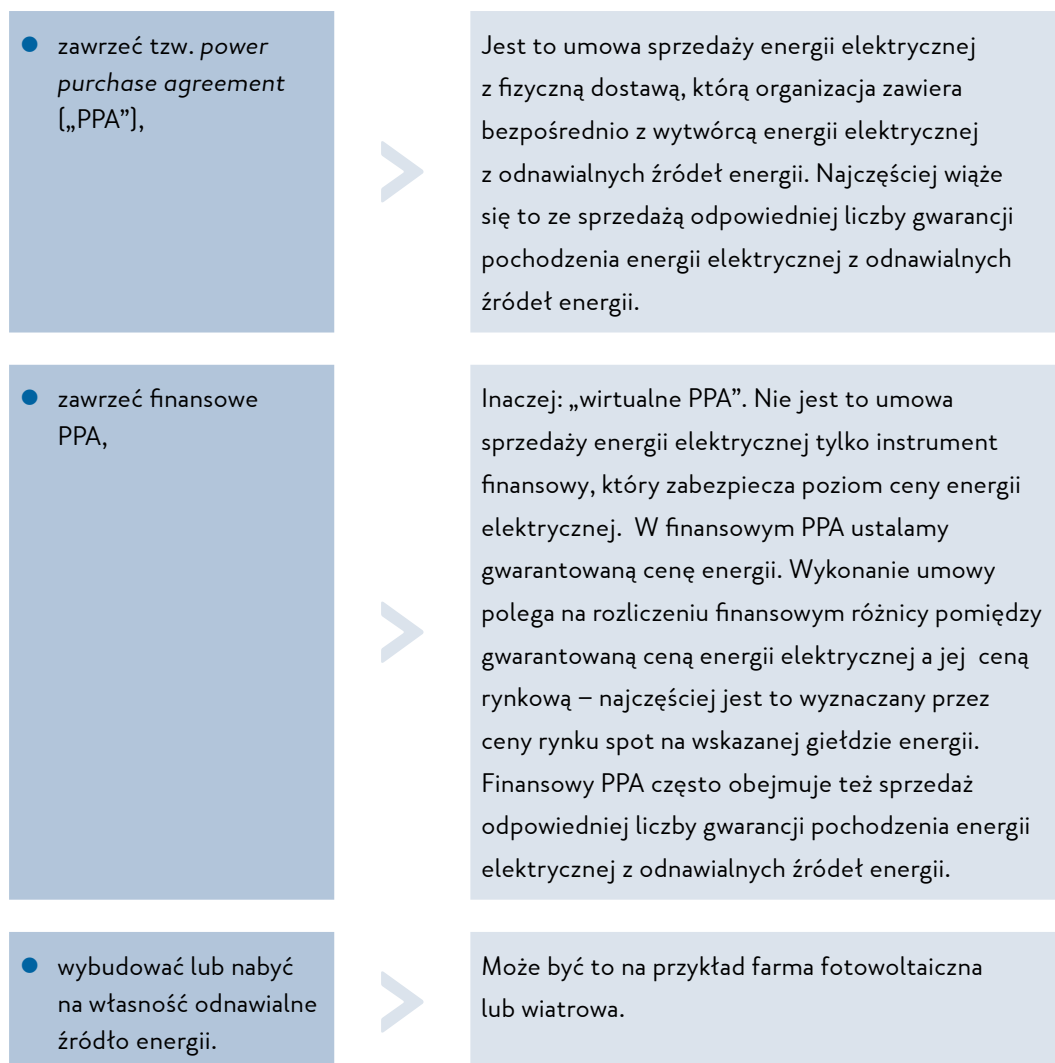 ● zawrzeć tzw. power
purchase agreement
[„PPA”],
Jest to umowa sprzedaży energii elektrycznej
z fizyczną dostawą, którą organizacja zawiera
bezpośrednio z wytwórcą energii elektrycznej
z odnawialnych źródeł energii. Najczęściej wiąże
się to ze sprzedażą odpowiedniej liczby gwarancji
pochodzenia energii elektrycznej z odnawialnych
źródeł energii.
● zawrzeć finansowe
PPA,
Inaczej: „wirtualne PPA”. Nie jest to umowa
sprzedaży energii elektrycznej tylko instrument
finansowy, który zabezpiecza poziom ceny energii
elektrycznej.  W finansowym PPA ustalamy
gwarantowaną cenę energii. Wykonanie umowy
polega na rozliczeniu finansowym różnicy pomiędzy
gwarantowaną ceną energii elektrycznej a jej  ceną
rynkową – najczęściej jest to wyznaczany przez
ceny rynku spot na wskazanej giełdzie energii.
Finansowy PPA często obejmuje też sprzedaż
odpowiedniej liczby gwarancji pochodzenia energii
elektrycznej z odnawialnych źródeł energii.
● wybudować lub nabyć
na własność odnawialne
źródło energii.
Może być to na przykład farma fotowoltaiczna
lub wiatrowa.